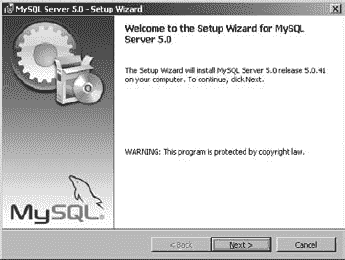 MySQL Server 5.0 - Setup Wizard
Welcome to the Setup Wizard for MySQL
Server 5.0
The Setup Wizard will install MySQL Server 5.0 release 5.0.41
on your computer. To continue, click Next.
WARNING: This program is protected by copyright law.
MySQL®
< Back
Next >
Cancel